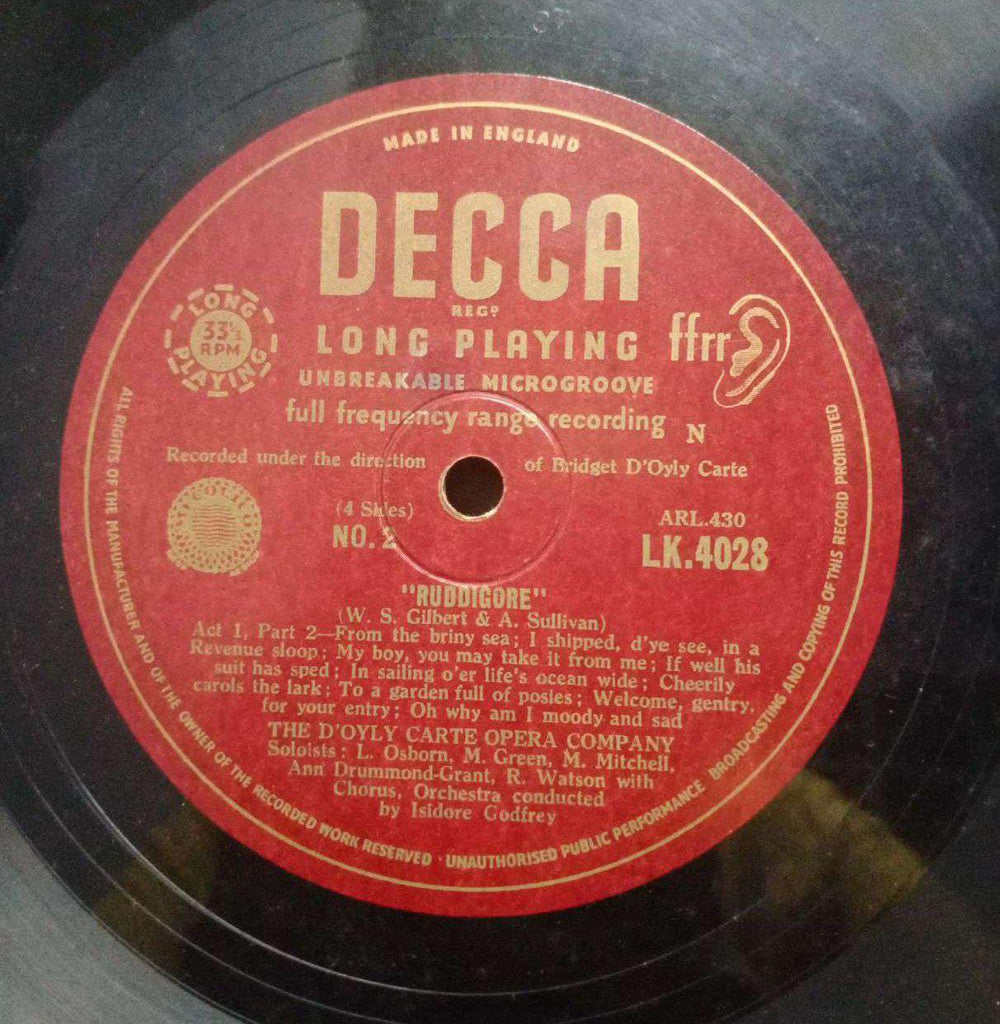 MADE IN ENGLAND
DECCA
REGD
LONG PLAYING
33⅓ RPM
LONG PLAYING
ffrr
UNBREAKABLE MICROGROOVE
full frequency range recording
N
Recorded under the direction of Bridget D'Oyly Carte
(4 Sides)
NO. 2
ARL.430
LK.4028
"RUDDIGORE"
(W. S. Gilbert & A. Sullivan)
Act 1, Part 2—From the briny sea; I shipped, d'ye see, in a
Revenue sloop; My boy, you may take it from me; If well his
suit has sped; In sailing o'er life's ocean wide; Cheerily
carols the lark; To a garden full of posies; Welcome, gentry,
for your entry; Oh why am I moody and sad
THE D'OYLY CARTE OPERA COMPANY
Soloists: L. Osborn, M. Green, M. Mitchell,
Ann Drummond-Grant, R. Watson with
Chorus, Orchestra conducted
by Isidore Godfrey
ALL RIGHTS OF THE MANUFACTURER AND OF THE OWNER OF THE RECORDED WORK RESERVED · UNAUTHORISED PUBLIC PERFORMANCE BROADCASTING AND COPYING OF THIS RECORD PROHIBITED